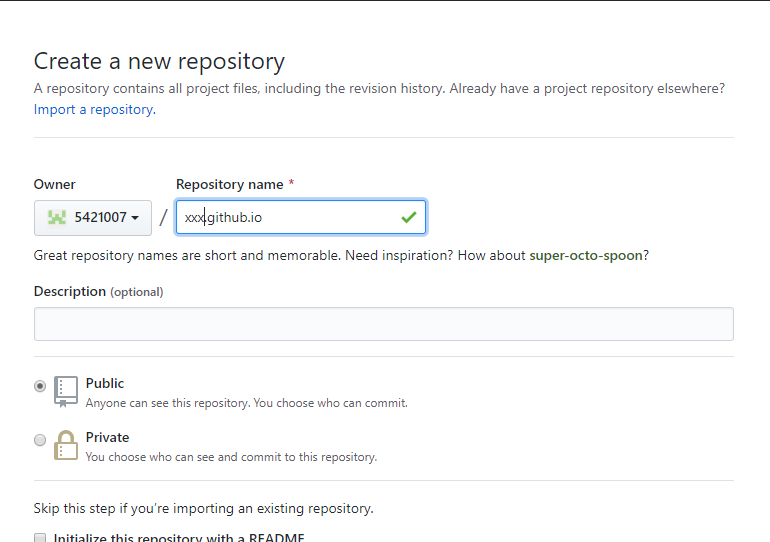 Create a new repository
A repository contains all project files, including the revision history. Already have a project repository elsewhere?
Import a repository.
Owner
Repository name *
5421007 /
xxx.github.io
Great repository names are short and memorable. Need inspiration? How about super-octo-spoon?
Description (optional)
Public
Anyone can see this repository. You choose who can commit.
Private
You choose who can see and commit to this repository.
Skip this step if you’re importing an existing repository.
Initialize this repository with a README